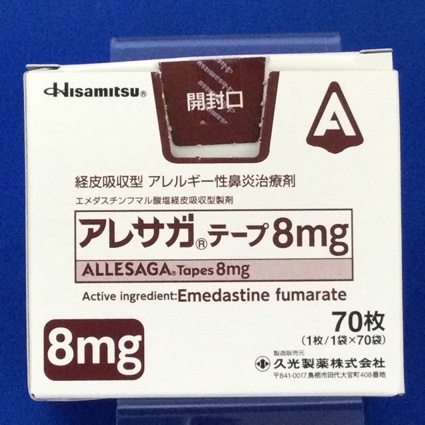 Hisamitsu®
開封口
A
経皮吸収型 アレルギー性鼻炎治療剤
エメダスチンフマル酸塩経皮吸収型製剤
アレサガ®テープ8mg
ALLESAGA®Tapes8mg
Active ingredient:Emedastine fumarate
70枚
(1枚/1袋×70袋)
8mg
製造販売元
久光製薬株式会社
〒841-0017 鳥栖市田代大官町408番地